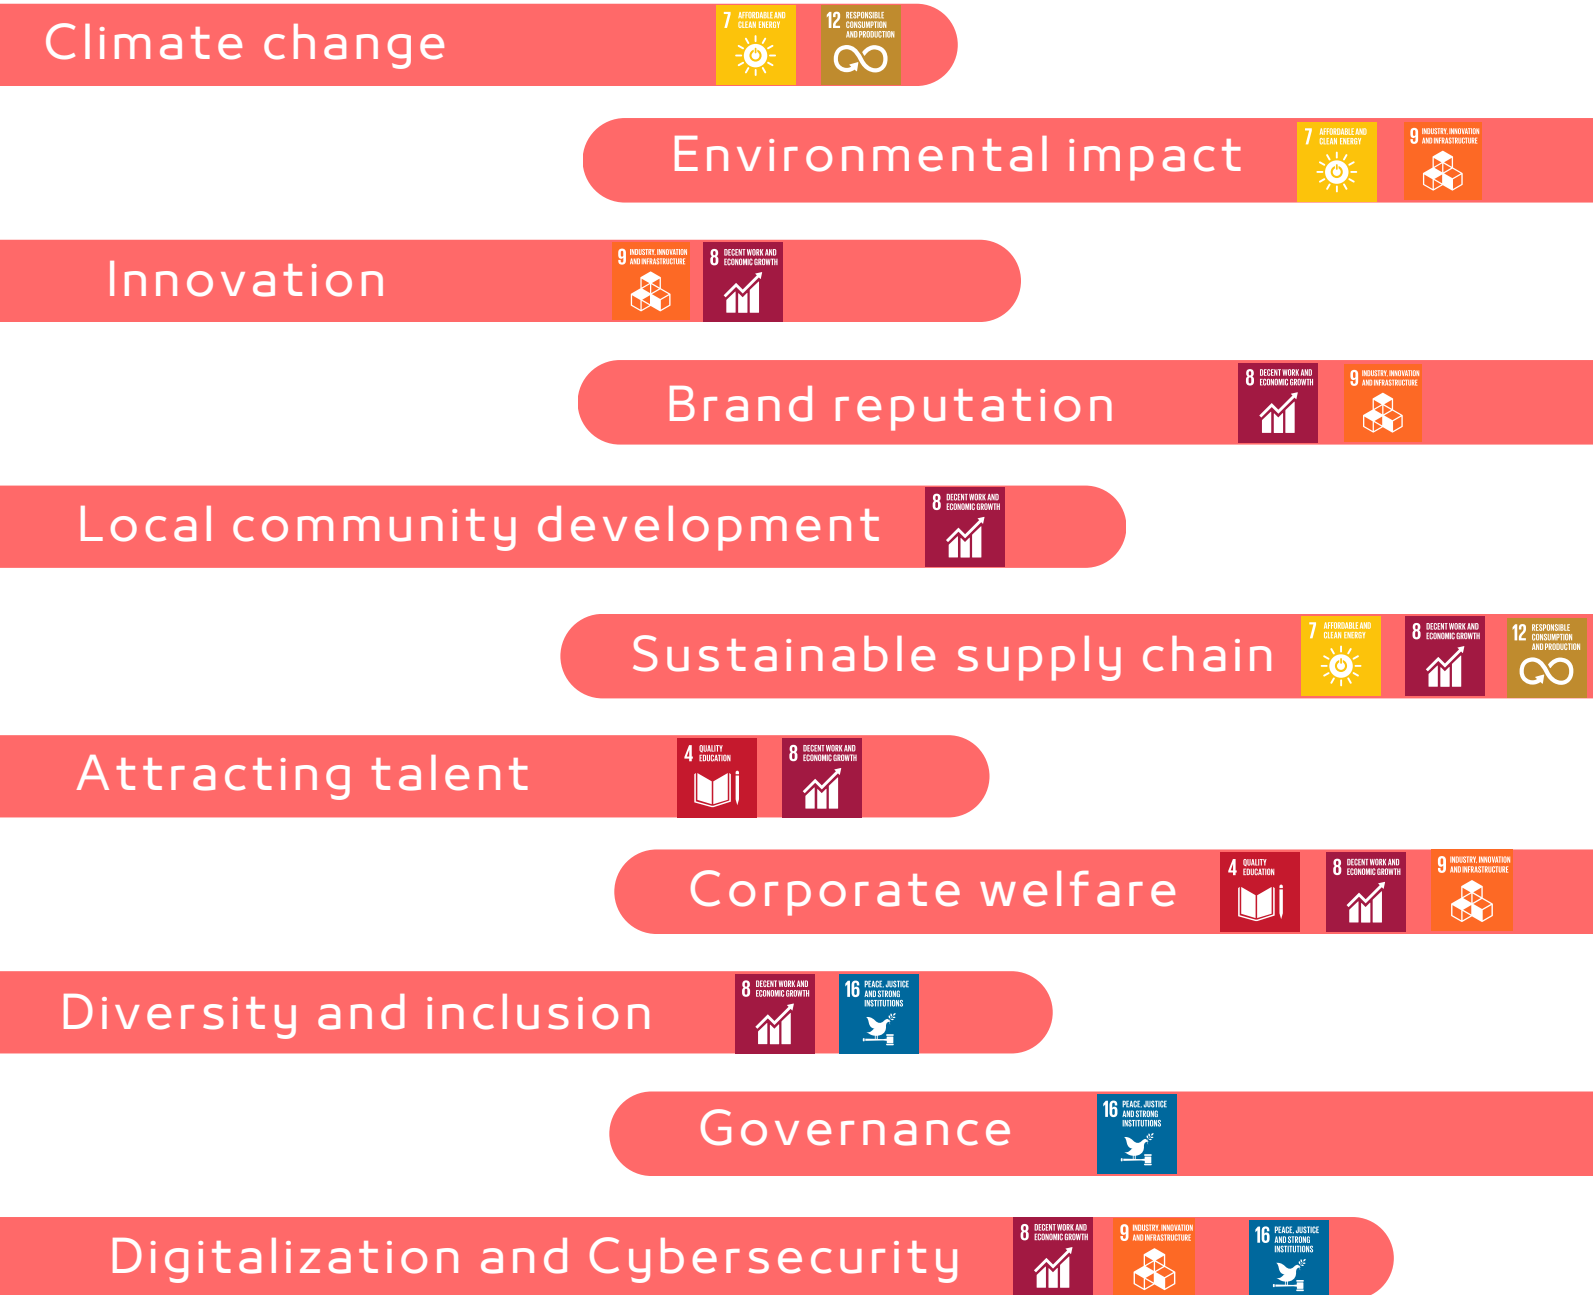 Climate change
7 AFFORDABLE AND
CLEAN ENERGY
12 RESPONSIBLE
CONSUMPTION
AND PRODUCTION
Environmental impact
7 AFFORDABLE AND
CLEAN ENERGY
9 INDUSTRY, INNOVATION
AND INFRASTRUCTURE
Innovation
9 INDUSTRY, INNOVATION
AND INFRASTRUCTURE
8 DECENT WORK AND
ECONOMIC GROWTH
Brand reputation
8 DECENT WORK AND
ECONOMIC GROWTH
9 INDUSTRY, INNOVATION
AND INFRASTRUCTURE
Local community development
8 DECENT WORK AND
ECONOMIC GROWTH
Sustainable supply chain
7 AFFORDABLE AND
CLEAN ENERGY
8 DECENT WORK AND
ECONOMIC GROWTH
12 RESPONSIBLE
CONSUMPTION
AND PRODUCTION
Attracting talent
4 QUALITY
EDUCATION
8 DECENT WORK AND
ECONOMIC GROWTH
Corporate welfare
4 QUALITY
EDUCATION
8 DECENT WORK AND
ECONOMIC GROWTH
9 INDUSTRY, INNOVATION
AND INFRASTRUCTURE
Diversity and inclusion
8 DECENT WORK AND
ECONOMIC GROWTH
16 PEACE, JUSTICE
AND STRONG
INSTITUTIONS
Governance
16 PEACE, JUSTICE
AND STRONG
INSTITUTIONS
Digitalization and Cybersecurity
8 DECENT WORK AND
ECONOMIC GROWTH
9 INDUSTRY, INNOVATION
AND INFRASTRUCTURE
16 PEACE, JUSTICE
AND STRONG
INSTITUTIONS